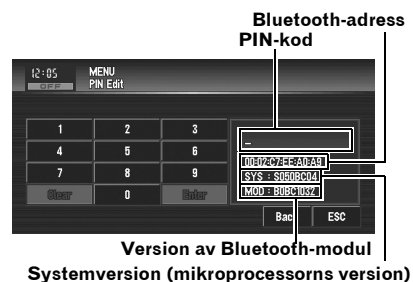 Bluetooth-adress
PIN-kod
12:05 MENU
OFF PIN Edit
1 2 3
4 5 6
7 8 9
Clear 0 Enter
_
00:02:C7:EE:A0:A9
SYS : S050BC04
MOD : B0BC1032
Back ESC
Version av Bluetooth-modul
Systemversion (mikroprocessorns version)